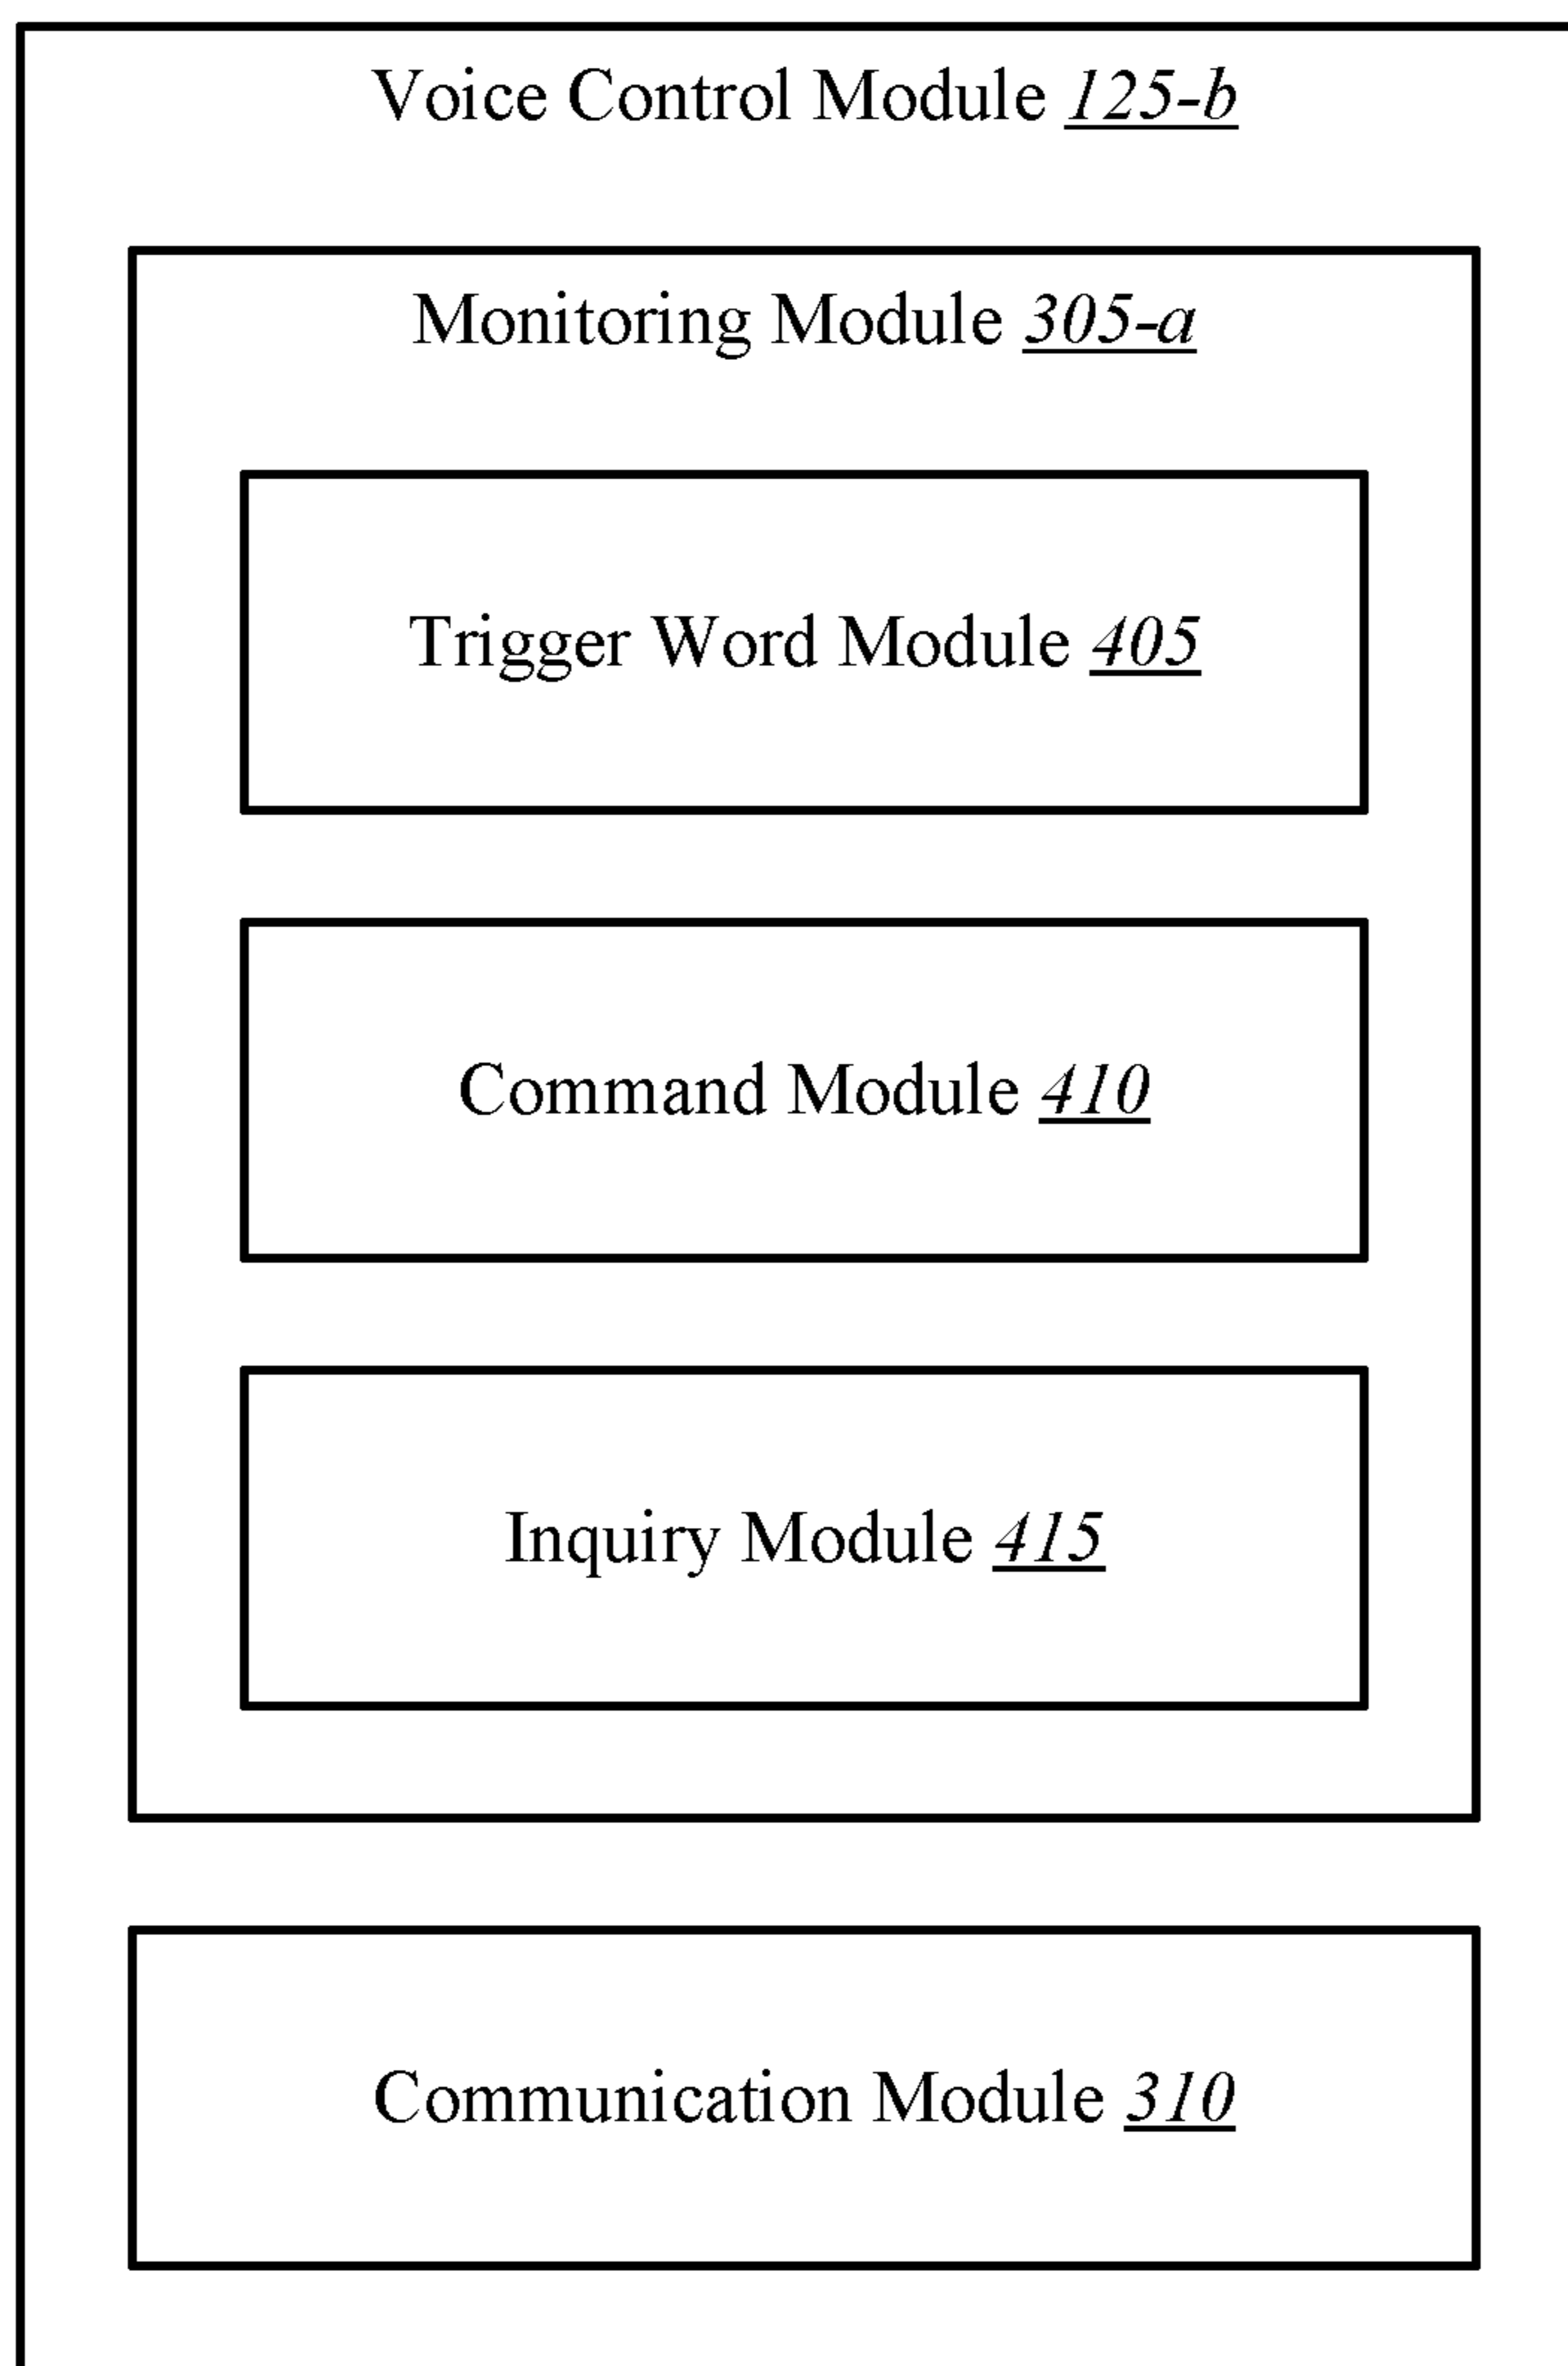 Voice Control Module 125-b
Monitoring Module 305-a
Trigger Word Module 405
Command Module 410
Inquiry Module 415
Communication Module 310